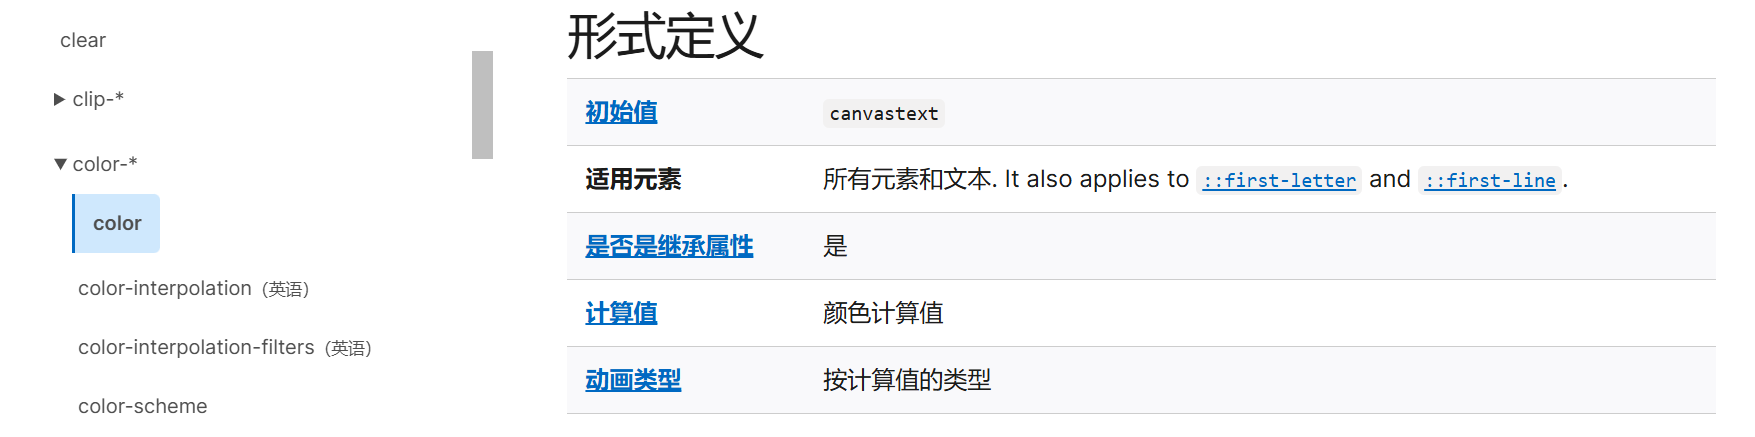 clear
▶ clip-*
▼ color-*
color
color-interpolation (英语)
color-interpolation-filters (英语)
color-scheme
形式定义
初始值 canvastext
适用元素 所有元素和文本. It also applies to ::first-letter and ::first-line.
是否是继承属性 是
计算值 颜色计算值
动画类型 按计算值的类型